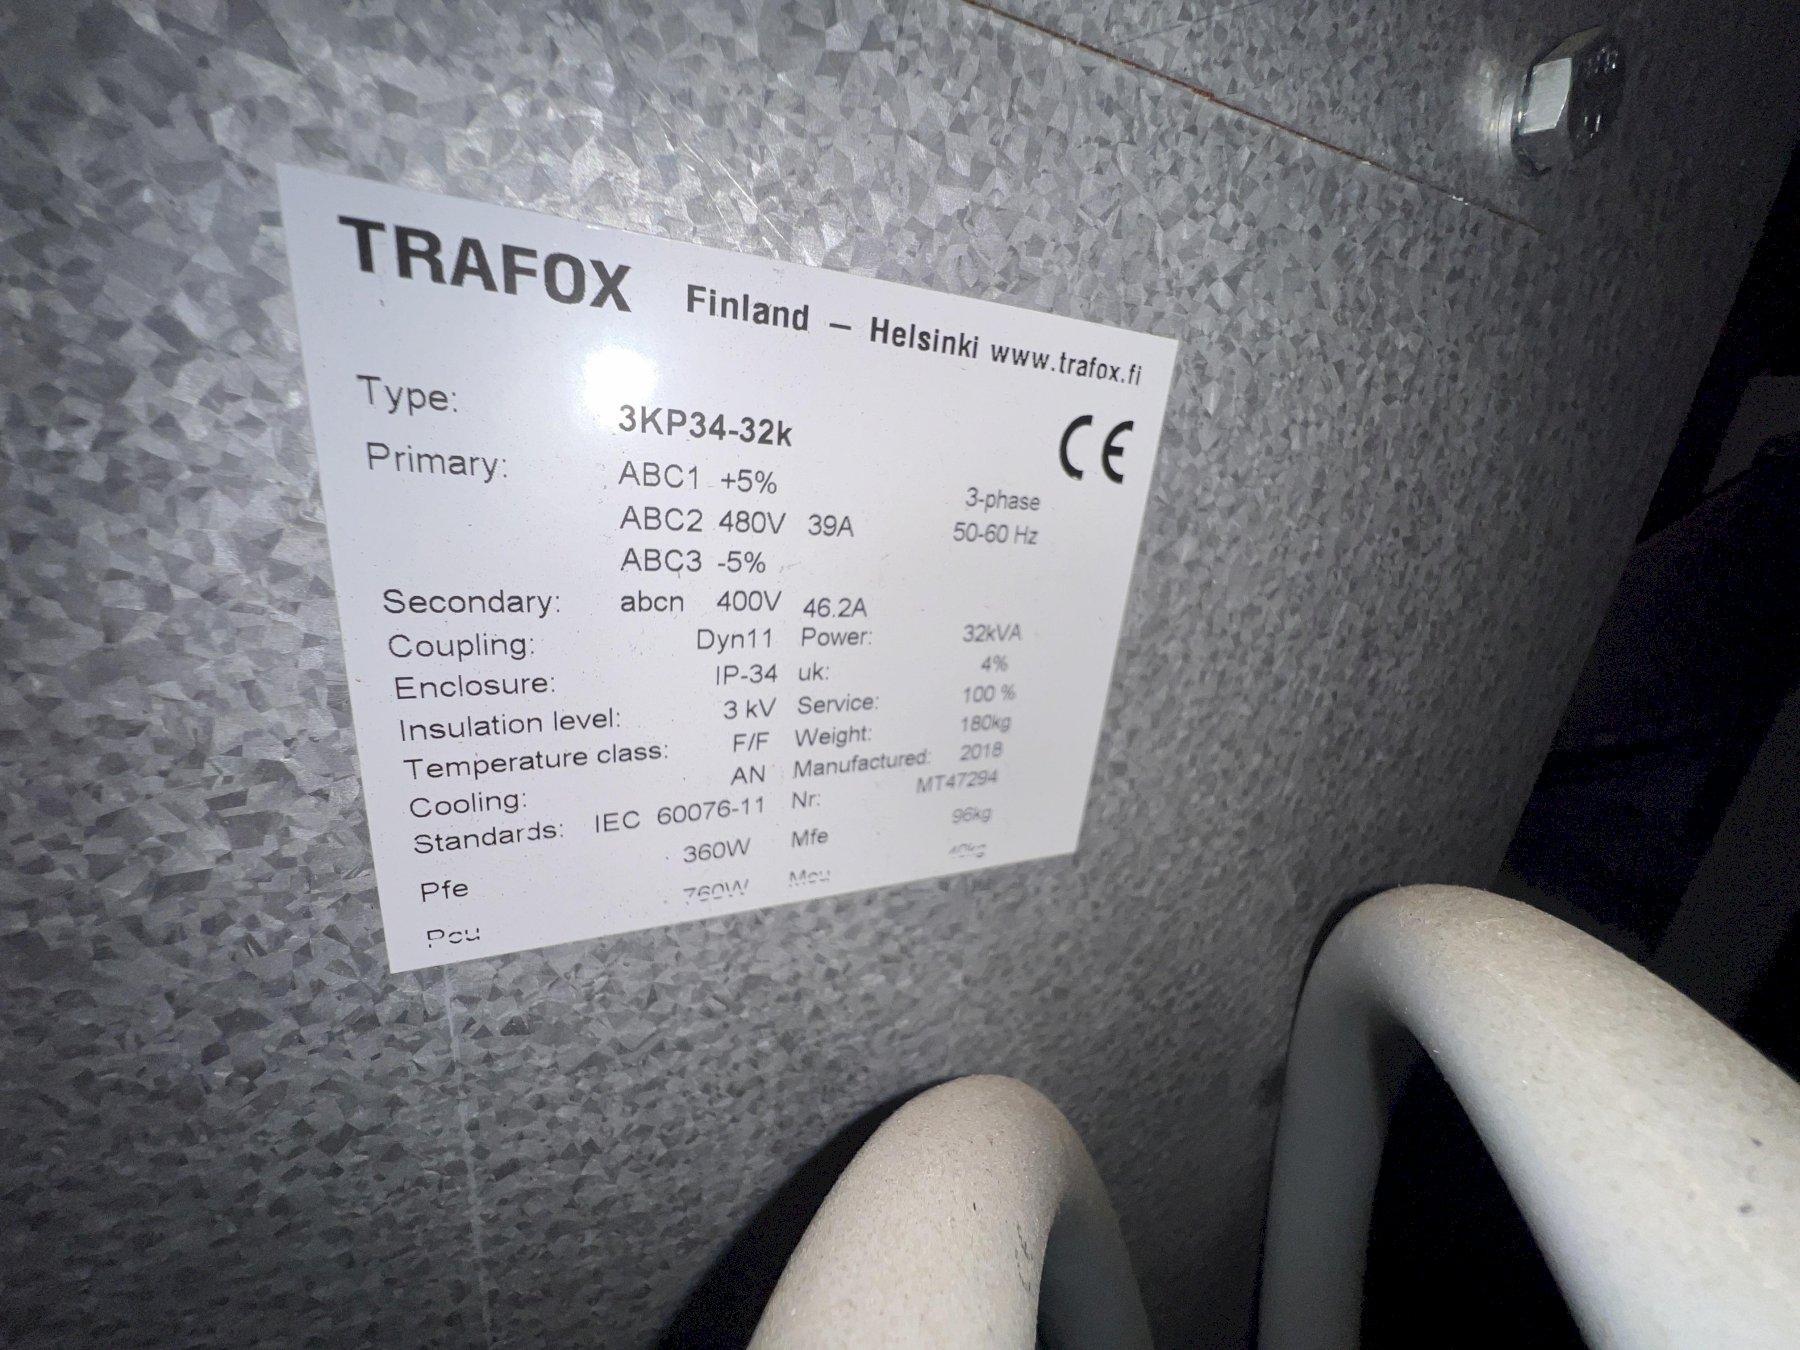 TRAFOX Finland – Helsinki www.trafox.fi
Type: 3KP34-32k CE
Primary: ABC1 +5% 3-phase
ABC2 480V 39A 50-60 Hz
ABC3 -5%
Secondary: abcn 400V 46.2A
Coupling: Dyn11 Power: 32kVA
Enclosure: IP-34 uk: 4%
Insulation level: 3 kV Service: 100 %
Temperature class: F/F Weight: 180kg
Cooling: AN Manufactured: 2018
Standards: IEC 60076-11 Nr: MT47294
Pfe 360W Mfe 96kg
Pcu 760W Mcu